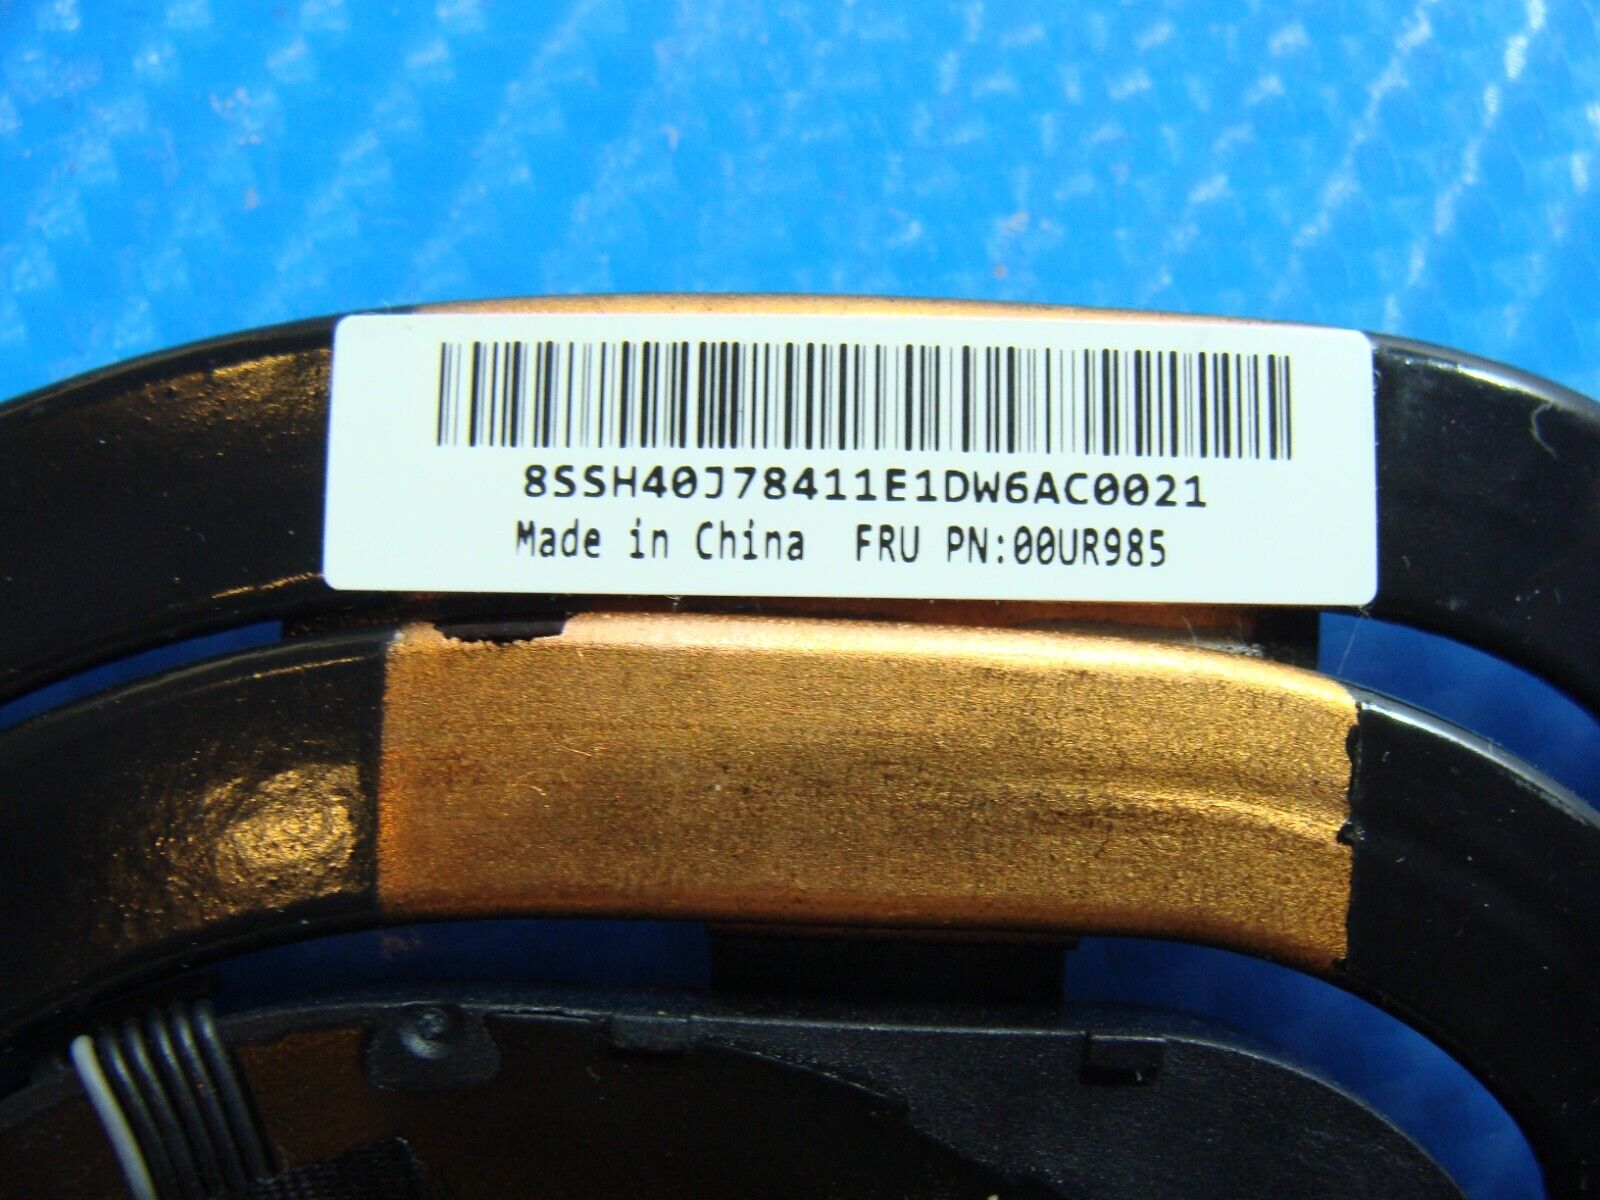 8SSH40J78411E1DW6AC0021
Made in China FRU PN:00UR985